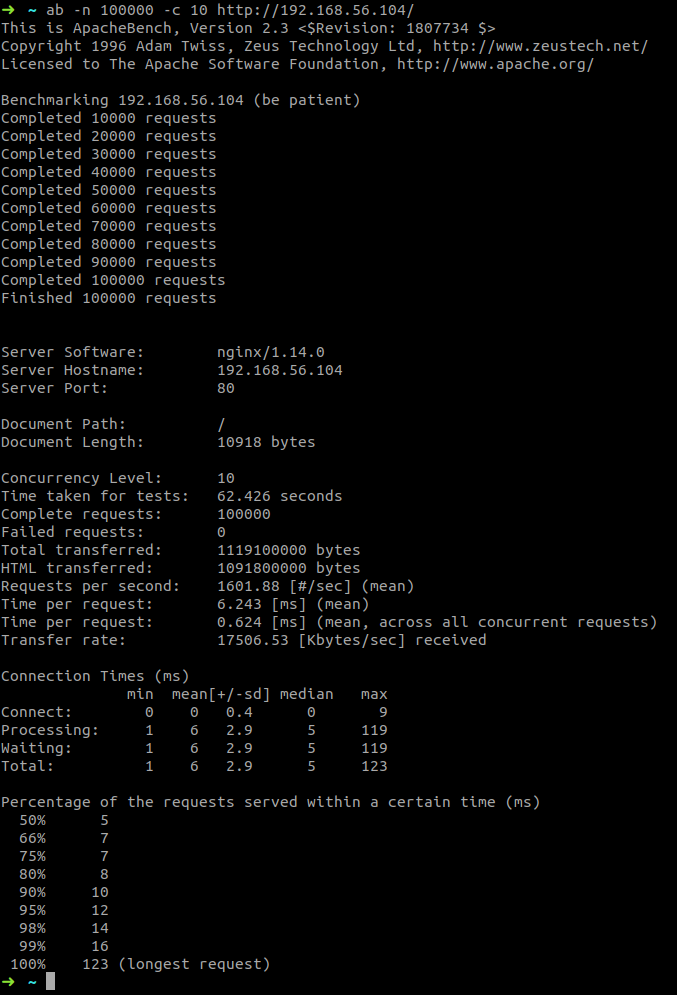 ➜  ~ ab -n 100000 -c 10 http://192.168.56.104/
This is ApacheBench, Version 2.3 <$Revision: 1807734 $>
Copyright 1996 Adam Twiss, Zeus Technology Ltd, http://www.zeustech.net/
Licensed to The Apache Software Foundation, http://www.apache.org/

Benchmarking 192.168.56.104 (be patient)
Completed 10000 requests
Completed 20000 requests
Completed 30000 requests
Completed 40000 requests
Completed 50000 requests
Completed 60000 requests
Completed 70000 requests
Completed 80000 requests
Completed 90000 requests
Completed 100000 requests
Finished 100000 requests


Server Software:        nginx/1.14.0
Server Hostname:        192.168.56.104
Server Port:            80

Document Path:          /
Document Length:        10918 bytes

Concurrency Level:      10
Time taken for tests:   62.426 seconds
Complete requests:      100000
Failed requests:        0
Total transferred:      1119100000 bytes
HTML transferred:       1091800000 bytes
Requests per second:    1601.88 [#/sec] (mean)
Time per request:       6.243 [ms] (mean)
Time per request:       0.624 [ms] (mean, across all concurrent requests)
Transfer rate:          17506.53 [Kbytes/sec] received

Connection Times (ms)
              min  mean[+/-sd] median   max
Connect:        0    0   0.4      0       9
Processing:     1    6   2.9      5     119
Waiting:        1    6   2.9      5     119
Total:          1    6   2.9      5     123

Percentage of the requests served within a certain time (ms)
  50%      5
  66%      7
  75%      7
  80%      8
  90%     10
  95%     12
  98%     14
  99%     16
 100%    123 (longest request)
➜  ~